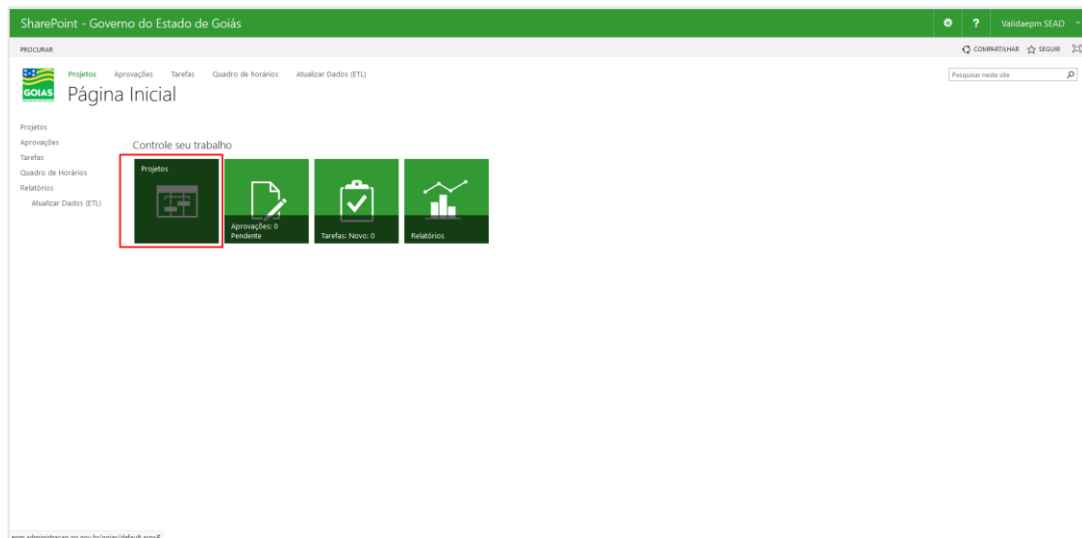 SharePoint - Governo do Estado de Goiás
? Validaepm SEAD
PROCURAR
COMPARTILHAR SEGUIR
GOIÁS
Projetos Aprovações Tarefas Quadro de horários Atualizar Dados (ETL)
Pesquisar neste site
Página Inicial
Projetos
Aprovações
Tarefas
Quadro de Horários
Relatórios
Atualizar Dados (ETL)
Controle seu trabalho
Projetos
Aprovações: 0
Pendente
Tarefas: Novo: 0
Relatórios